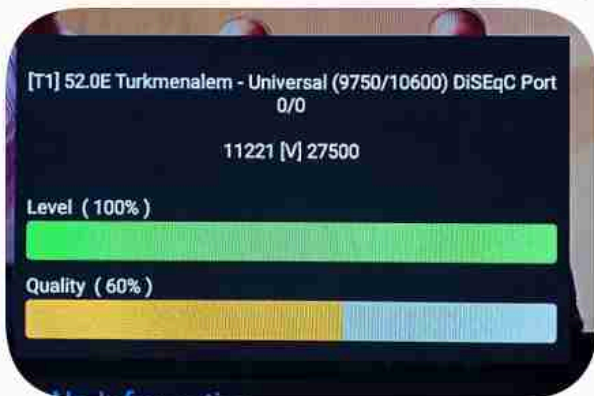 [T1] 52.0E Turkmenalem - Universal (9750/10600) DiSEqC Port
0/0
11221 [V] 27500
Level ( 100% )
Quality ( 60% )